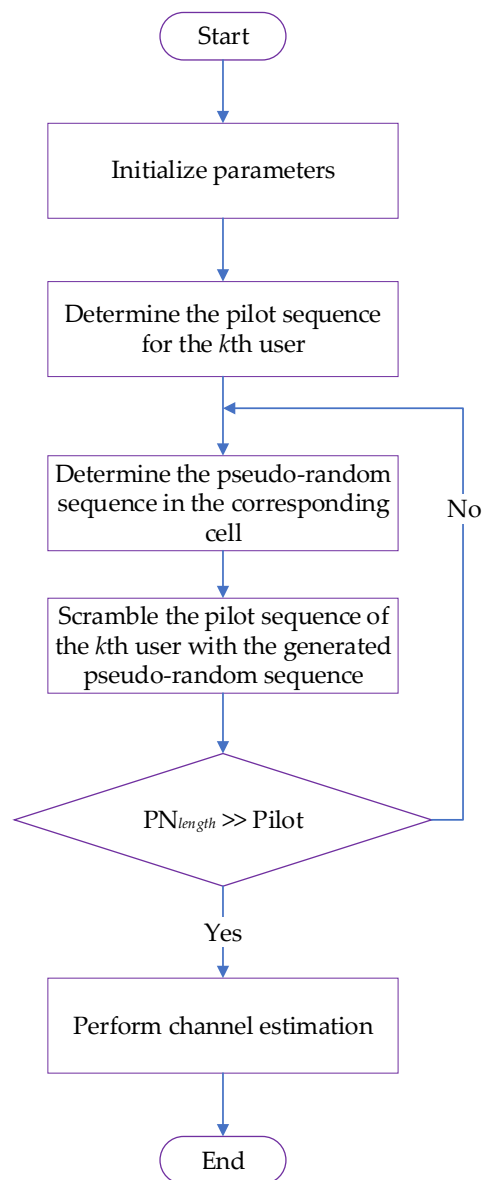 Start
Initialize parameters
Determine the pilot sequence
for the kth user
Determine the pseudo-random
sequence in the corresponding
cell
No
Scramble the pilot sequence of
the kth user with the generated
pseudo-random sequence
PNlength >> Pilot
Yes
Perform channel estimation
End